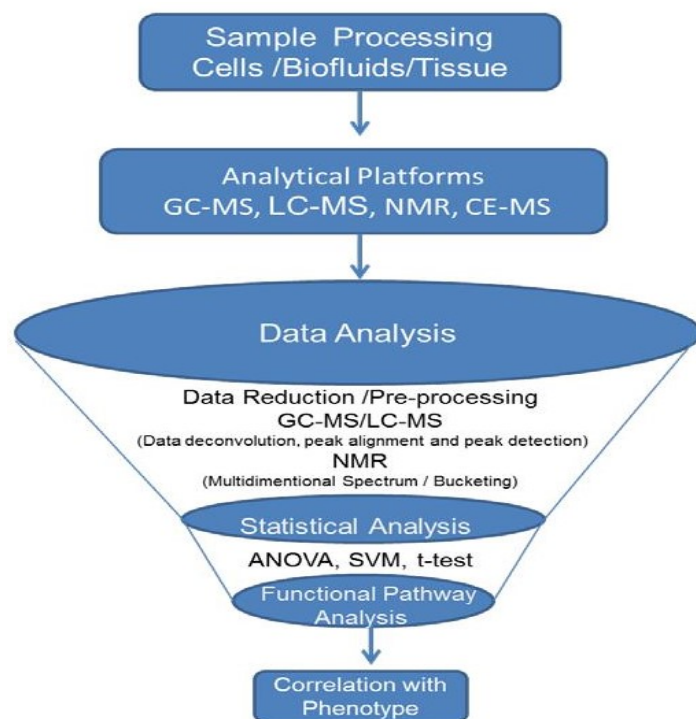 Sample Processing
Cells /Biofluids/Tissue
Analytical Platforms
GC-MS, LC-MS, NMR, CE-MS
Data Analysis
Data Reduction /Pre-processing
GC-MS/LC-MS
(Data deconvolution, peak alignment and peak detection)
NMR
(Multidimentional Spectrum / Bucketing)
Statistical Analysis
ANOVA, SVM, t-test
Functional Pathway
Analysis
Correlation with
Phenotype